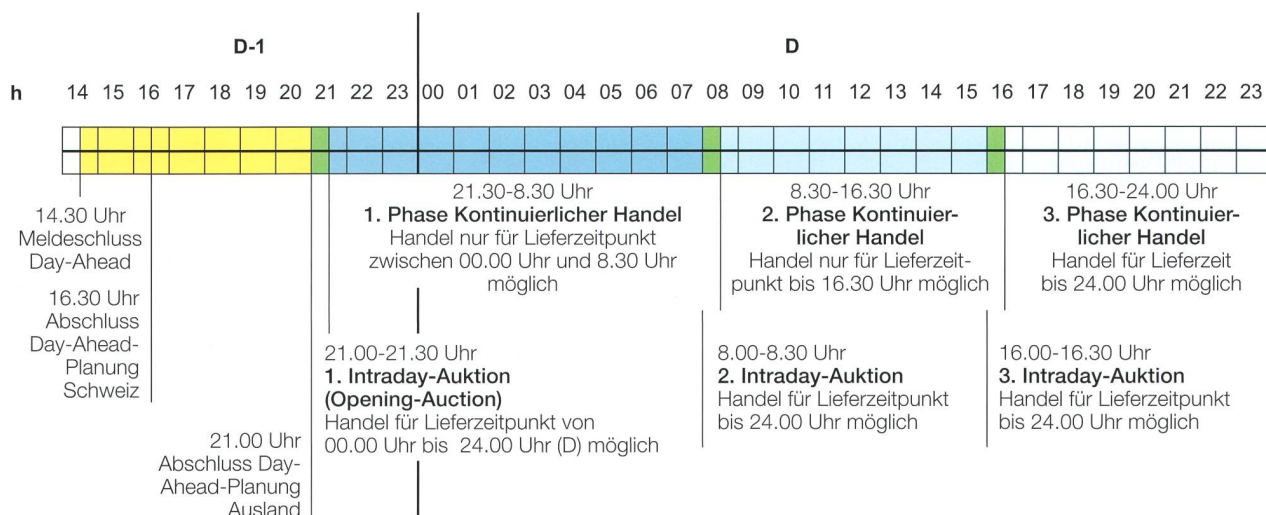 D-1 D
h 14 15 16 17 18 19 20 21 22 23 00 01 02 03 04 05 06 07 08 09 10 11 12 13 14 15 16 17 18 19 20 21 22 23
14.30 Uhr
Meldeschluss
Day-Ahead
16.30 Uhr
Abschluss
Day-Ahead-
Planung
Schweiz
21.00 Uhr
Abschluss Day-
Ahead-Planung
Ausland
21.30-8.30 Uhr
1. Phase Kontinuierlicher Handel
Handel nur für Lieferzeitpunkt
zwischen 00.00 Uhr und 8.30 Uhr
möglich
21.00-21.30 Uhr
1. Intraday-Auktion
(Opening-Auction)
Handel für Lieferzeitpunkt von
00.00 Uhr bis 24.00 Uhr (D) möglich
8.30-16.30 Uhr
2. Phase Kontinuier-
licher Handel
Handel nur für Lieferzeit-
punkt bis 16.30 Uhr möglich
8.00-8.30 Uhr
2. Intraday-Auktion
Handel für Lieferzeitpunkt
bis 24.00 Uhr möglich
16.30-24.00 Uhr
3. Phase Kontinuier-
licher Handel
Handel für Lieferzeit
bis 24.00 Uhr möglich
16.00-16.30 Uhr
3. Intraday-Auktion
Handel für Lieferzeitpunkt
bis 24.00 Uhr möglich